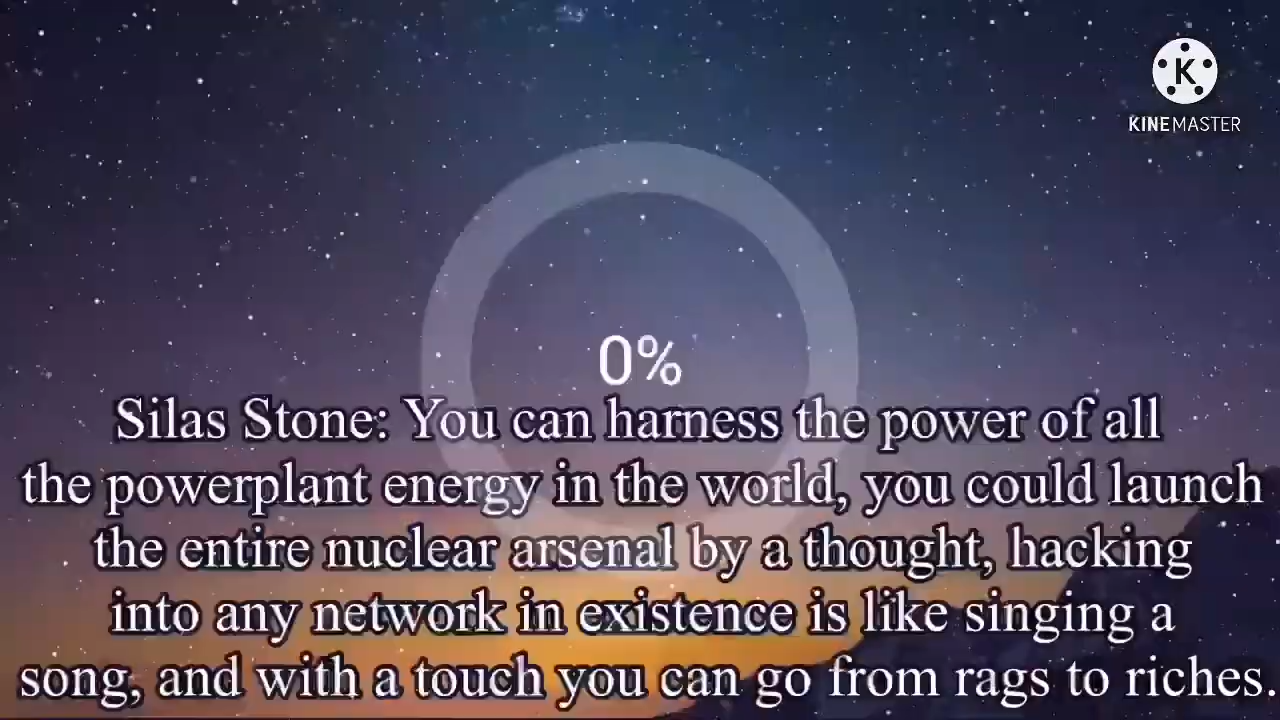 K
KINEMASTER
0%
Silas Stone: You can harness the power of all
the powerplant energy in the world, you could launch
the entire nuclear arsenal by a thought, hacking
into any network in existence is like singing a
song, and with a touch you can go from rags to riches.